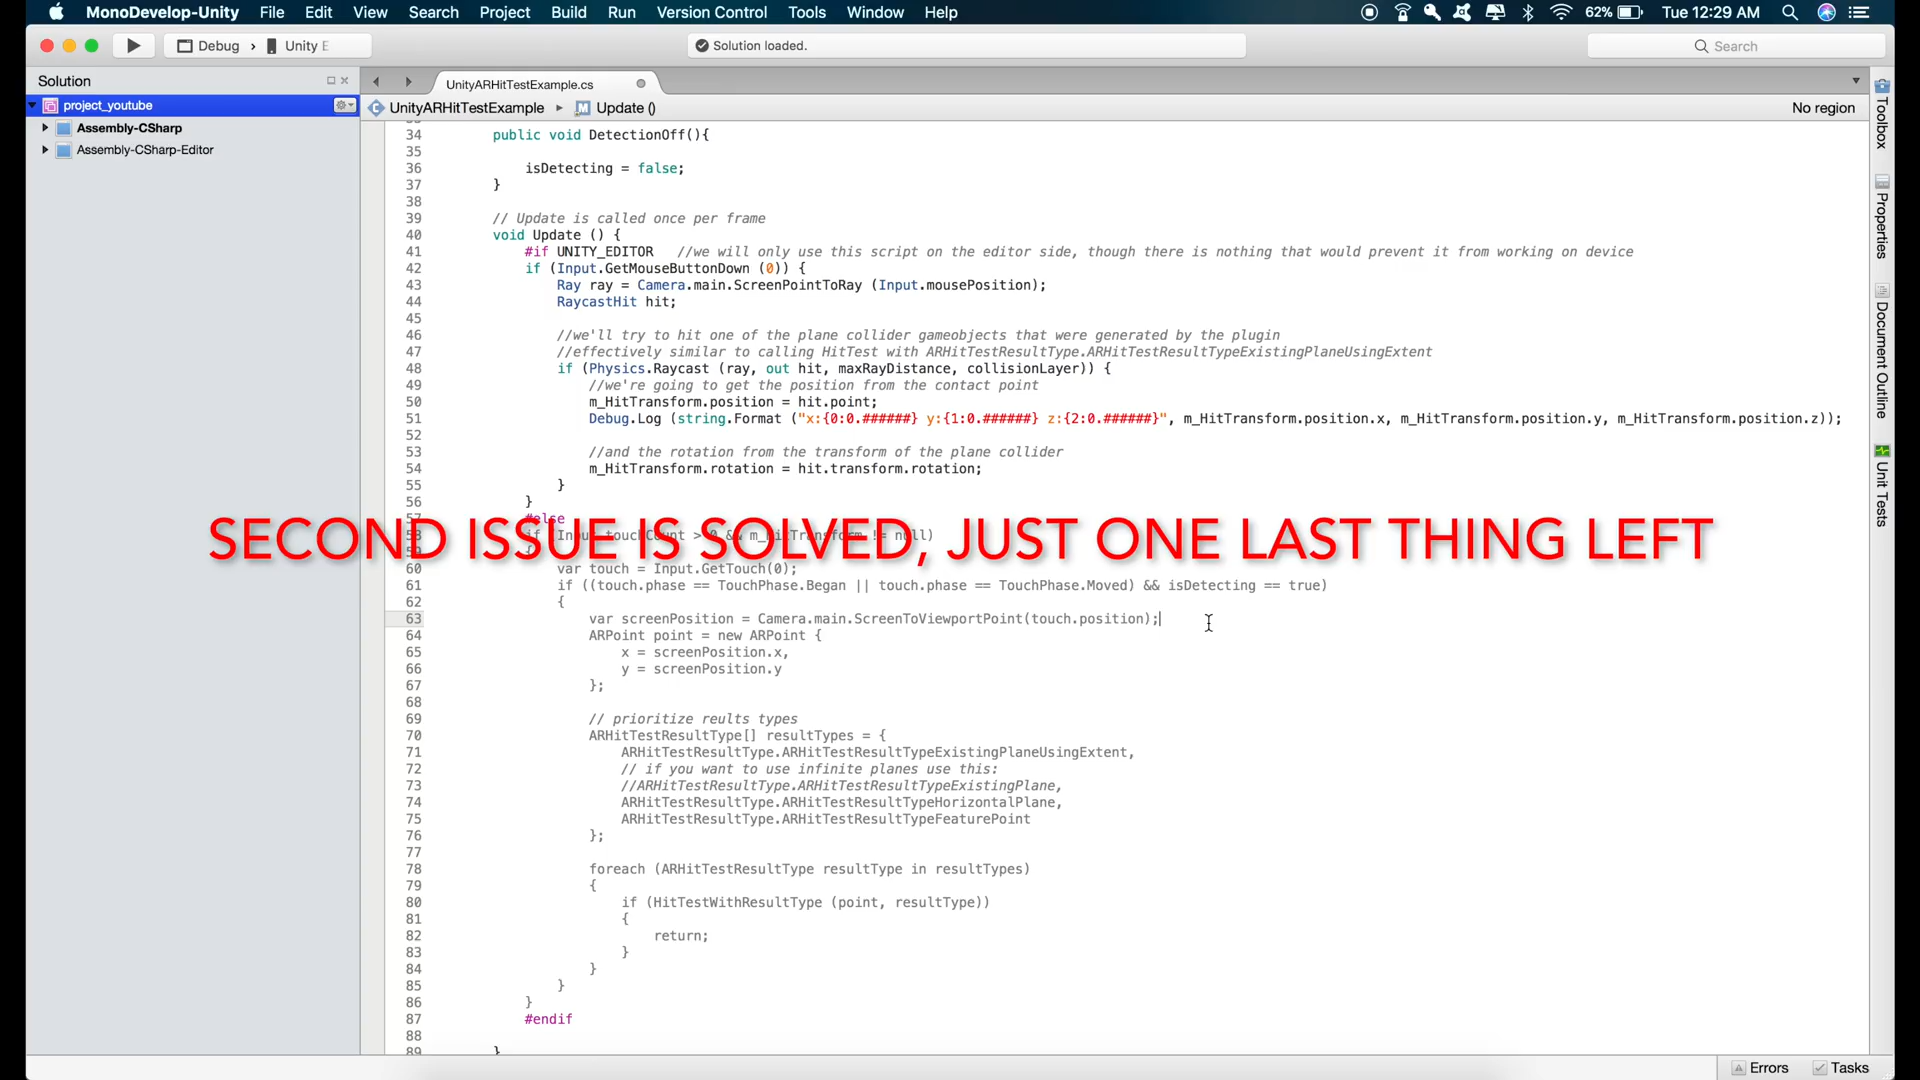 MonoDevelop-Unity File Edit View Search Project Build Run Version Control Tools Window Help 62% Tue 12:29 AM
Debug › Unity E
Solution loaded.
Search
Solution
UnityARHitTestExample.cs
project_youtube
UnityARHitTestExample ▸ M Update ()
No region
Assembly-CSharp
Assembly-CSharp-Editor
Toolbox
Properties
Document Outline
Unit Tests
34 public void DetectionOff(){
35
36 isDetecting = false;
37 }
38
39 // Update is called once per frame
40 void Update () {
41 #if UNITY_EDITOR //we will only use this script on the editor side, though there is nothing that would prevent it from working on device
42 if (Input.GetMouseButtonDown (0)) {
43 Ray ray = Camera.main.ScreenPointToRay (Input.mousePosition);
44 RaycastHit hit;
45
46 //we'll try to hit one of the plane collider gameobjects that were generated by the plugin
47 //effectively similar to calling HitTest with ARHitTestResultType.ARHitTestResultTypeExistingPlaneUsingExtent
48 if (Physics.Raycast (ray, out hit, maxRayDistance, collisionLayer)) {
49 //we're going to get the position from the contact point
50 m_HitTransform.position = hit.point;
51 Debug.Log (string.Format ("x:{0:0.######} y:{1:0.######} z:{2:0.######}", m_HitTransform.position.x, m_HitTransform.position.y, m_HitTransform.position.z));
52
53 //and the rotation from the transform of the plane collider
54 m_HitTransform.rotation = hit.transform.rotation;
55 }
56 }
57 #else
SECOND ISSUE IS SOLVED, JUST ONE LAST THING LEFT
60 var touch = Input.GetTouch(0);
61 if ((touch.phase == TouchPhase.Began || touch.phase == TouchPhase.Moved) && isDetecting == true)
62 {
63 var screenPosition = Camera.main.ScreenToViewportPoint(touch.position);
64 ARPoint point = new ARPoint {
65 x = screenPosition.x,
66 y = screenPosition.y
67 };
68
69 // prioritize reults types
70 ARHitTestResultType[] resultTypes = {
71 ARHitTestResultType.ARHitTestResultTypeExistingPlaneUsingExtent,
72 // if you want to use infinite planes use this:
73 //ARHitTestResultType.ARHitTestResultTypeExistingPlane,
74 ARHitTestResultType.ARHitTestResultTypeHorizontalPlane,
75 ARHitTestResultType.ARHitTestResultTypeFeaturePoint
76 };
77
78 foreach (ARHitTestResultType resultType in resultTypes)
79 {
80 if (HitTestWithResultType (point, resultType))
81 {
82 return;
83 }
84 }
85 }
86 }
87 #endif
88
89 }
Errors Tasks